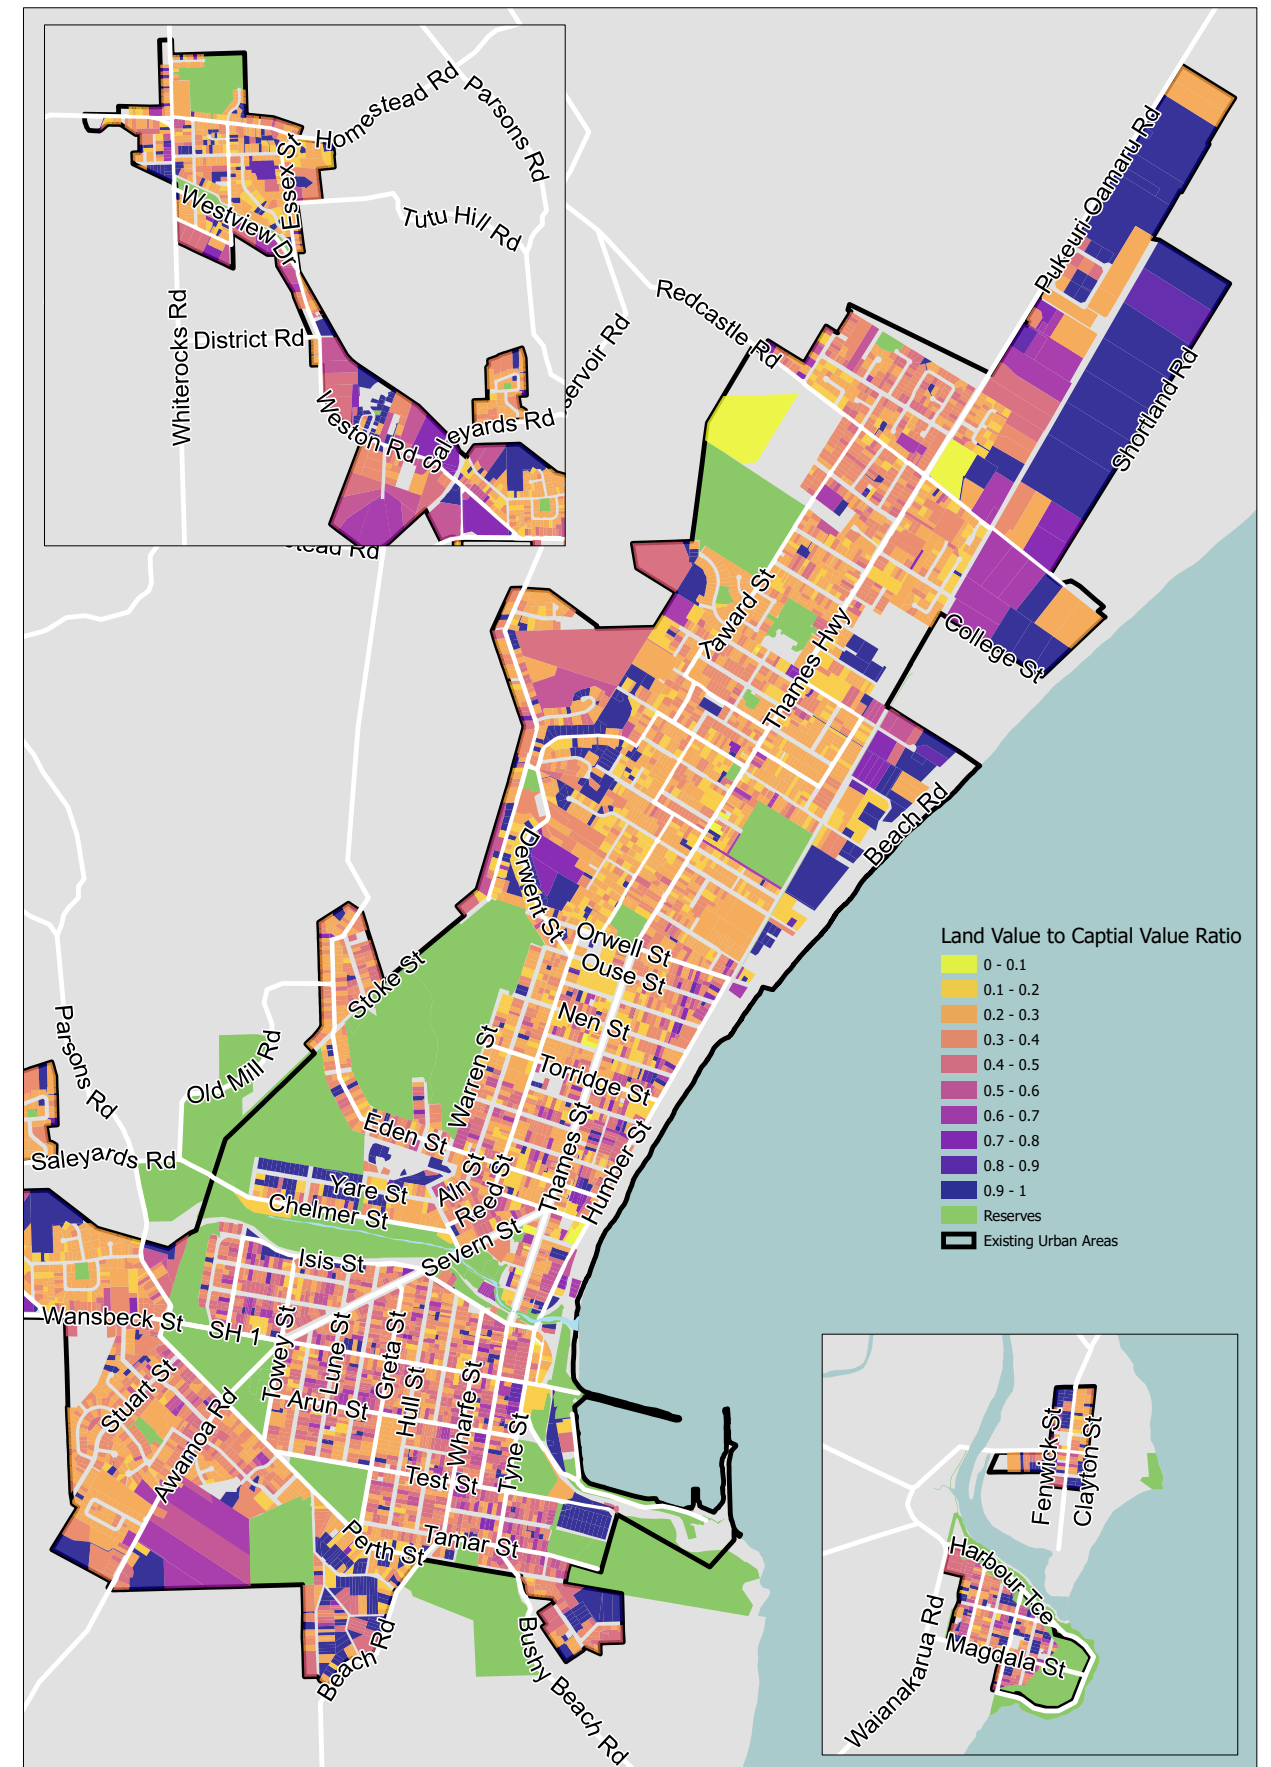 Homestead Rd
Parsons Rd
Essex St
Tutu Hill Rd
Westview Dr
Whiterocks Rd
District Rd
Weston Rd
Saleyards Rd
servoir Rd
stead Rd
Redcastle Rd
Pukeuri-Oamaru Rd
Shortland Rd
College St
Taward St
Thames Hwy
Beach Rd
Derwent St
Orwell St
Ouse St
Nen St
Torridge St
Warren St
Stoke St
Old Mill Rd
Parsons Rd
Saleyards Rd
Eden St
Yare St
Chelmer St
Aln St
Reed St
Thames St
Humber St
Severn St
Isis St
Wansbeck St
SH 1
Towey St
Lune St
Greta St
Hull St
Arun St
Wharfe St
Tyne St
Test St
Stuart St
Awamoa Rd
Perth St
Tamar St
Beach Rd
Bushy Beach Rd
Land Value to Captial Value Ratio
0 - 0.1
0.1 - 0.2
0.2 - 0.3
0.3 - 0.4
0.4 - 0.5
0.5 - 0.6
0.6 - 0.7
0.7 - 0.8
0.8 - 0.9
0.9 - 1
Reserves
Existing Urban Areas
Fenwick St
Clayton St
Harbour Tce
Magdala St
Waianakarua Rd